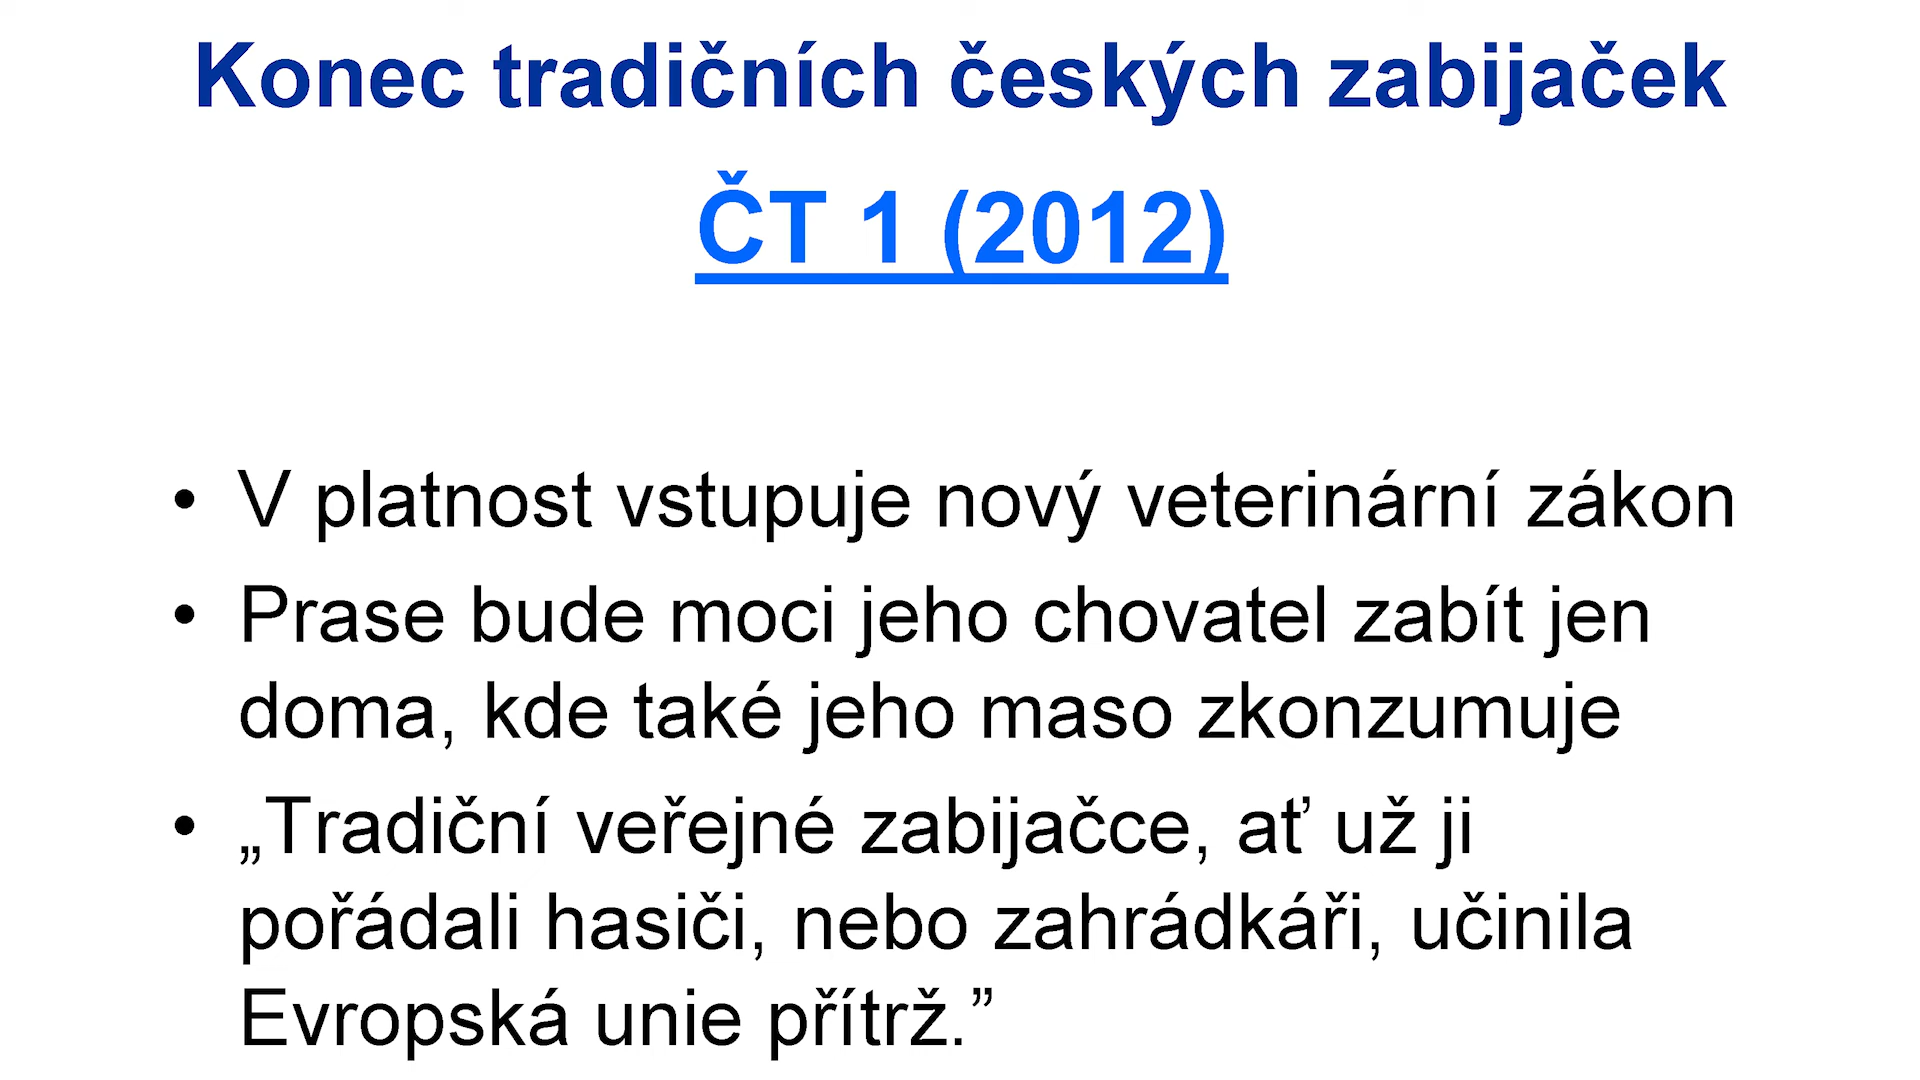 Konec tradičních českých zabijaček
ČT 1 (2012)
• V platnost vstupuje nový veterinární zákon
• Prase bude moci jeho chovatel zabít jen
doma, kde také jeho maso zkonzumuje
• „Tradiční veřejné zabijačce, ať už ji
pořádali hasiči, nebo zahrádkáři, učinila
Evropská unie přítrž.”